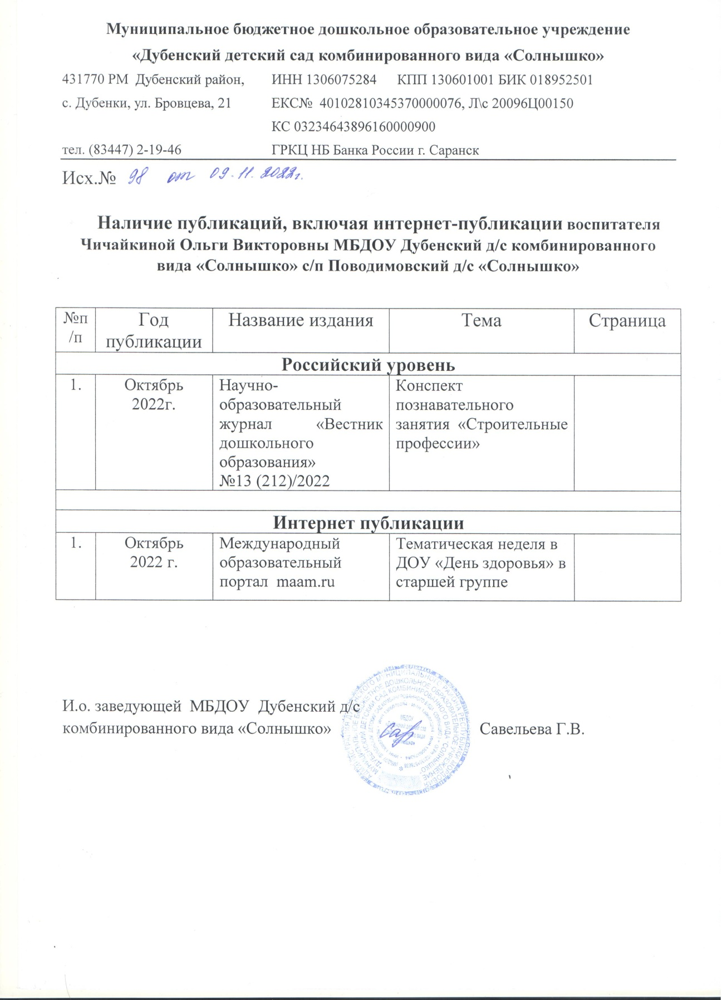 Муниципальное бюджетное дошкольное образовательное учреждение
«Дубенский детский сад комбинированного вида «Солнышко»
431770 РМ Дубенский район, ИНН 1306075284 КПП 130601001 БИК 018952501
с. Дубенки, ул. Бровцева, 21 ЕКС№ 40102810345370000076, Л\с 20096Ц00150
КС 03234643896160000900
тел. (83447) 2-19-46 ГРКЦ НБ Банка России г. Саранск
Исх.№ 98 от 09.11.2022г.
Наличие публикаций, включая интернет-публикации воспитателя
Чичайкиной Ольги Викторовны МБДОУ Дубенский д/с комбинированного
вида «Солнышко» с/п Поводимовский д/с «Солнышко»
№п/п Год публикации Название издания Тема Страница
Российский уровень
1. Октябрь Научно- Конспект
2022г. образовательный познавательного
журнал «Вестник занятия «Строительные
дошкольного профессии»
образования»
№13 (212)/2022
Интернет публикации
1. Октябрь Международный Тематическая неделя в
2022 г. образовательный ДОУ «День здоровья» в
портал maam.ru старшей группе
И.о. заведующей МБДОУ Дубенский д/с
комбинированного вида «Солнышко» Савельева Г.В.